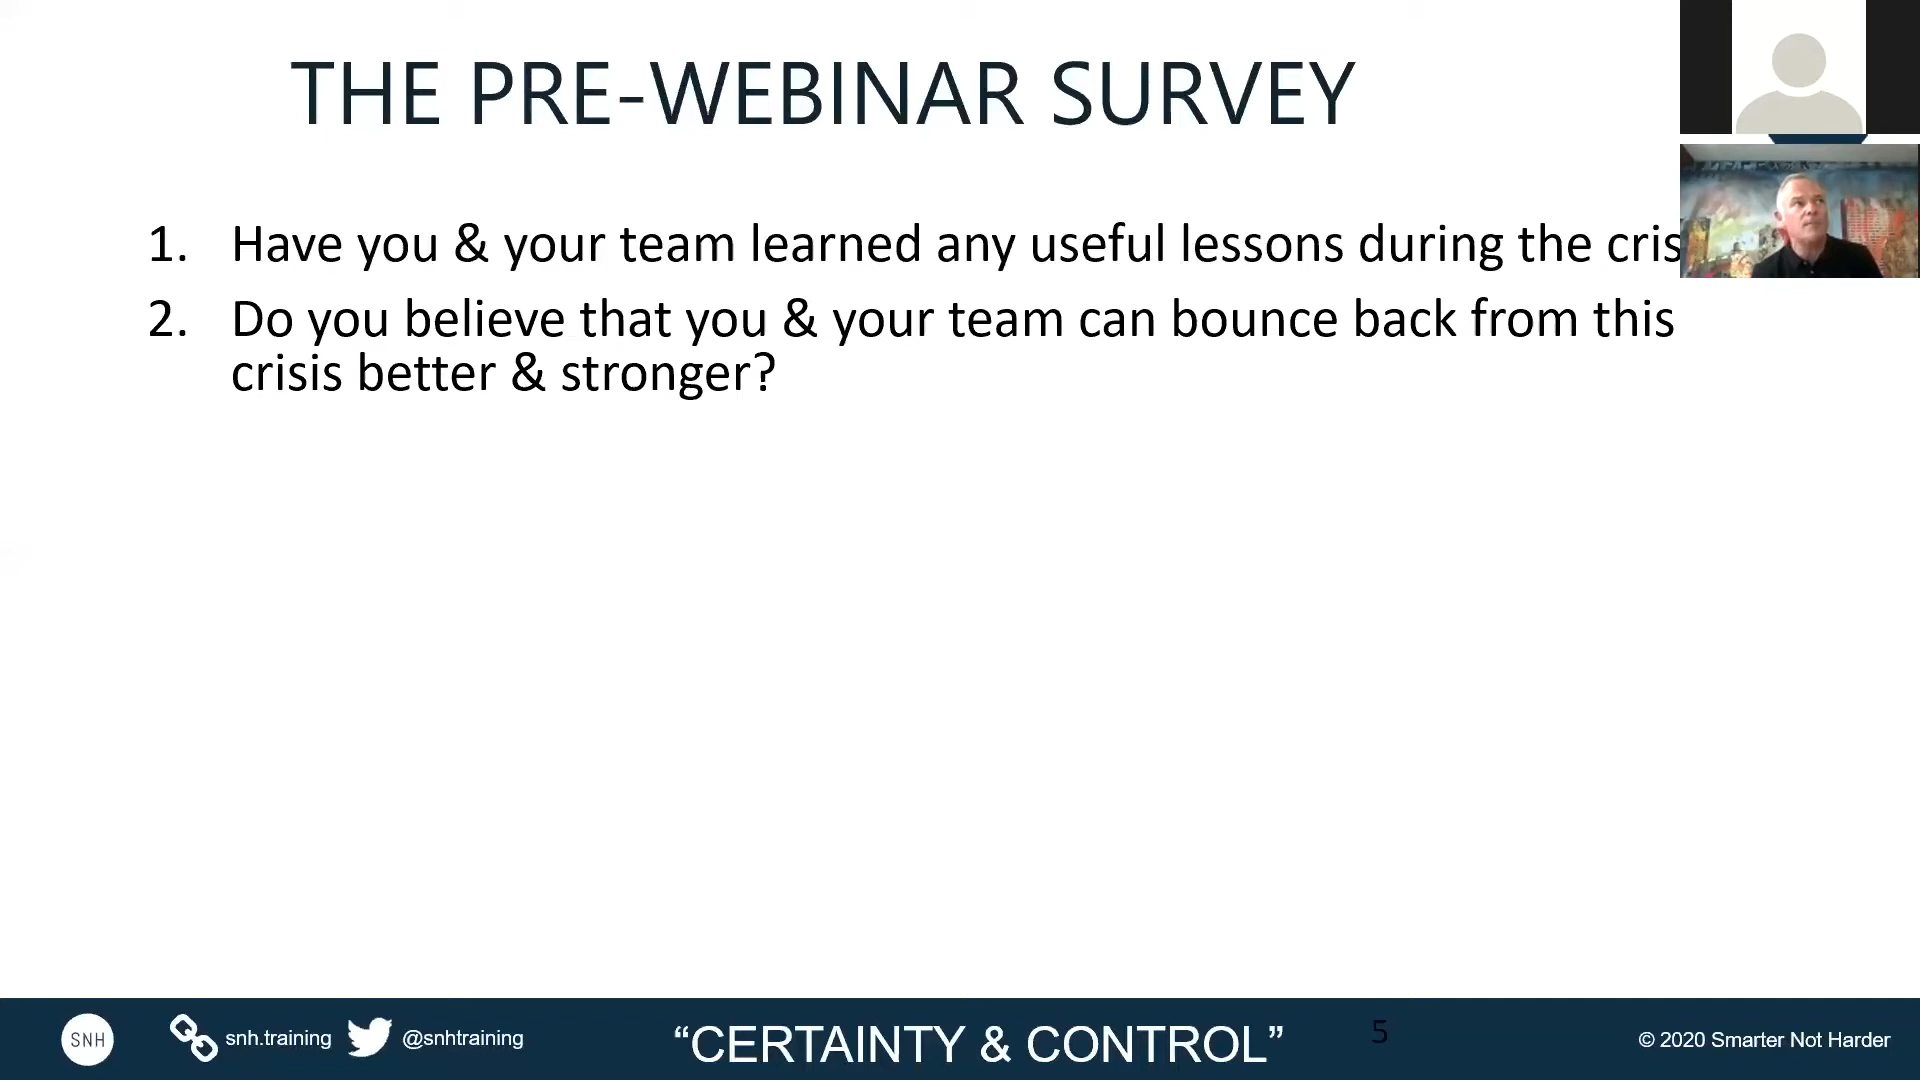 THE PRE-WEBINAR SURVEY
1. Have you & your team learned any useful lessons during the cris
2. Do you believe that you & your team can bounce back from this
crisis better & stronger?
SNH
snh.training
@snhtraining
“CERTAINTY & CONTROL”
5
© 2020 Smarter Not Harder